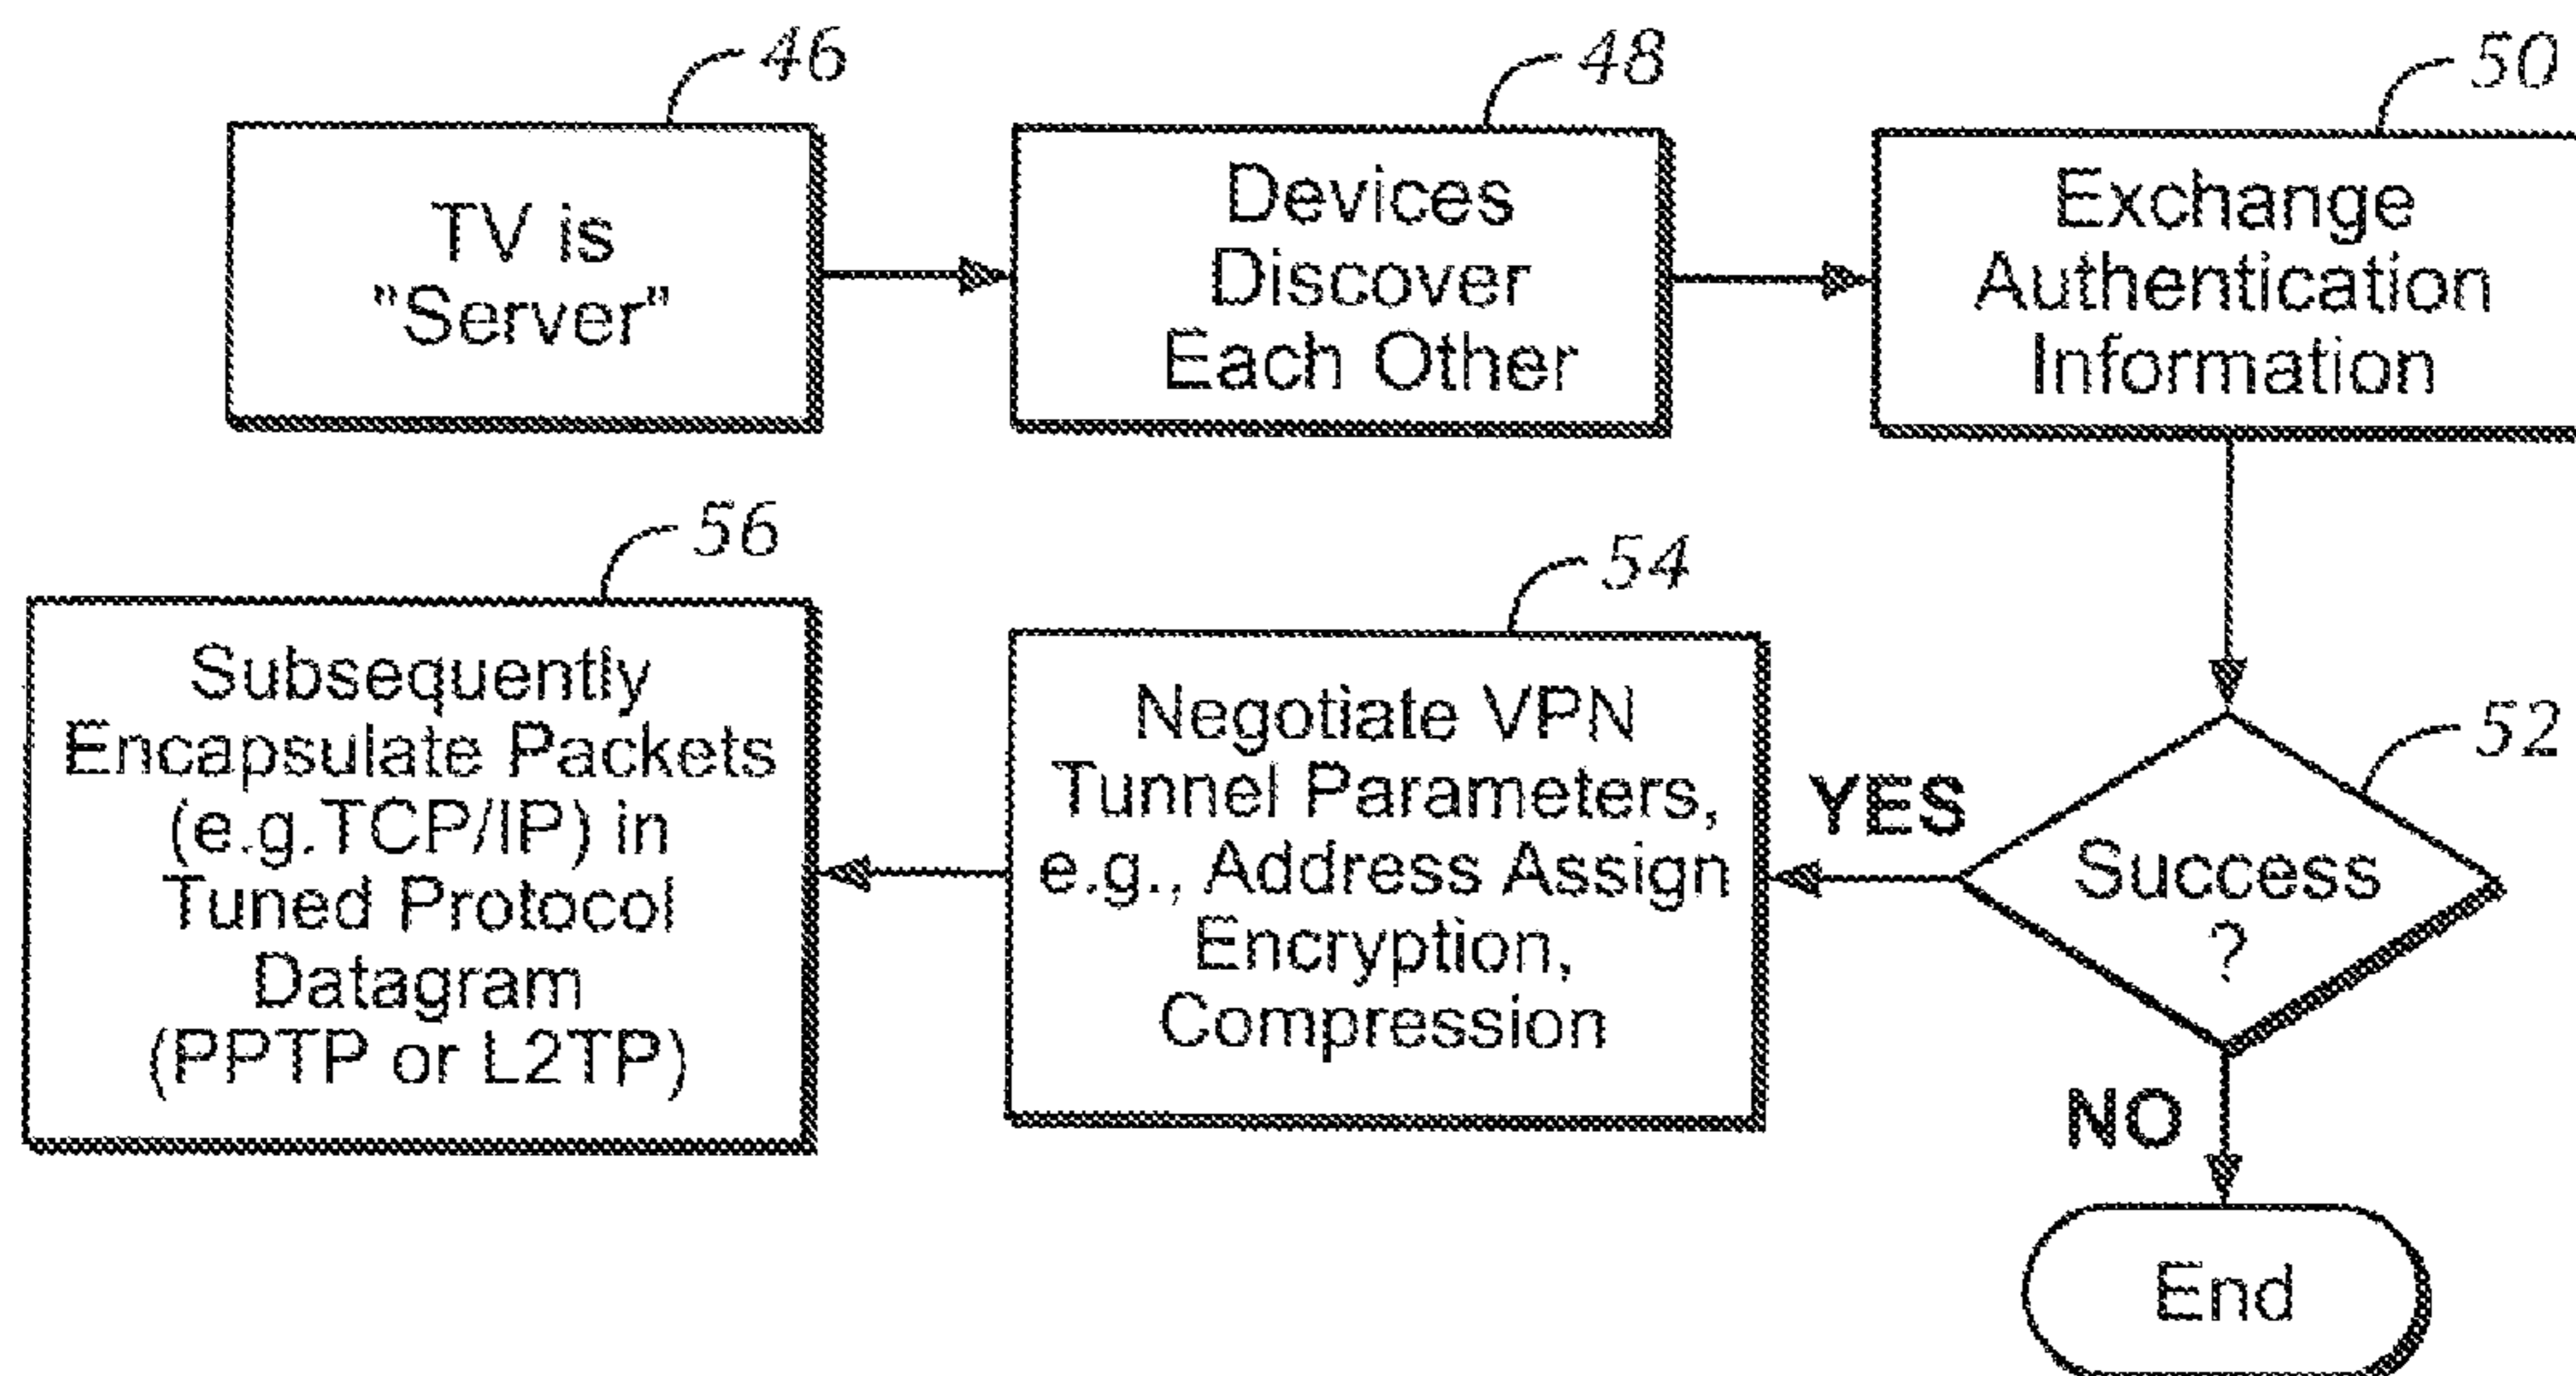 46
TV is
"Server"
48
Devices
Discover
Each Other
50
Exchange
Authentication
Information
52
Success
?
YES
NO
End
54
Negotiate VPN
Tunnel Parameters,
e.g., Address Assign
Encryption,
Compression
56
Subsequently
Encapsulate Packets
(e.g.TCP/IP) in
Tuned Protocol
Datagram
(PPTP or L2TP)